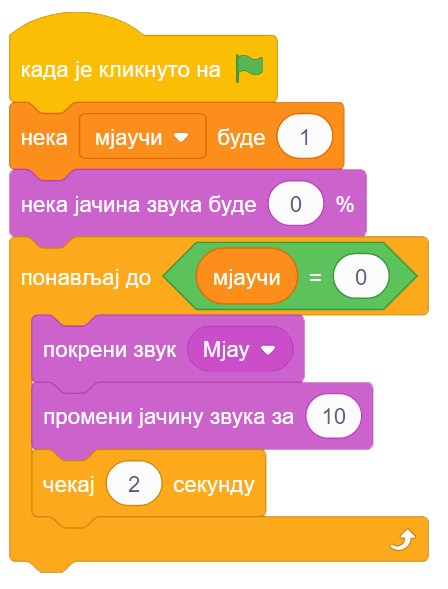 када је кликнуто на
нека мјаучи буде 1
нека јачина звука буде 0 %
понављај до мјаучи = 0
покрени звук Мјау
промени јачину звука за 10
чекај 2 секунду